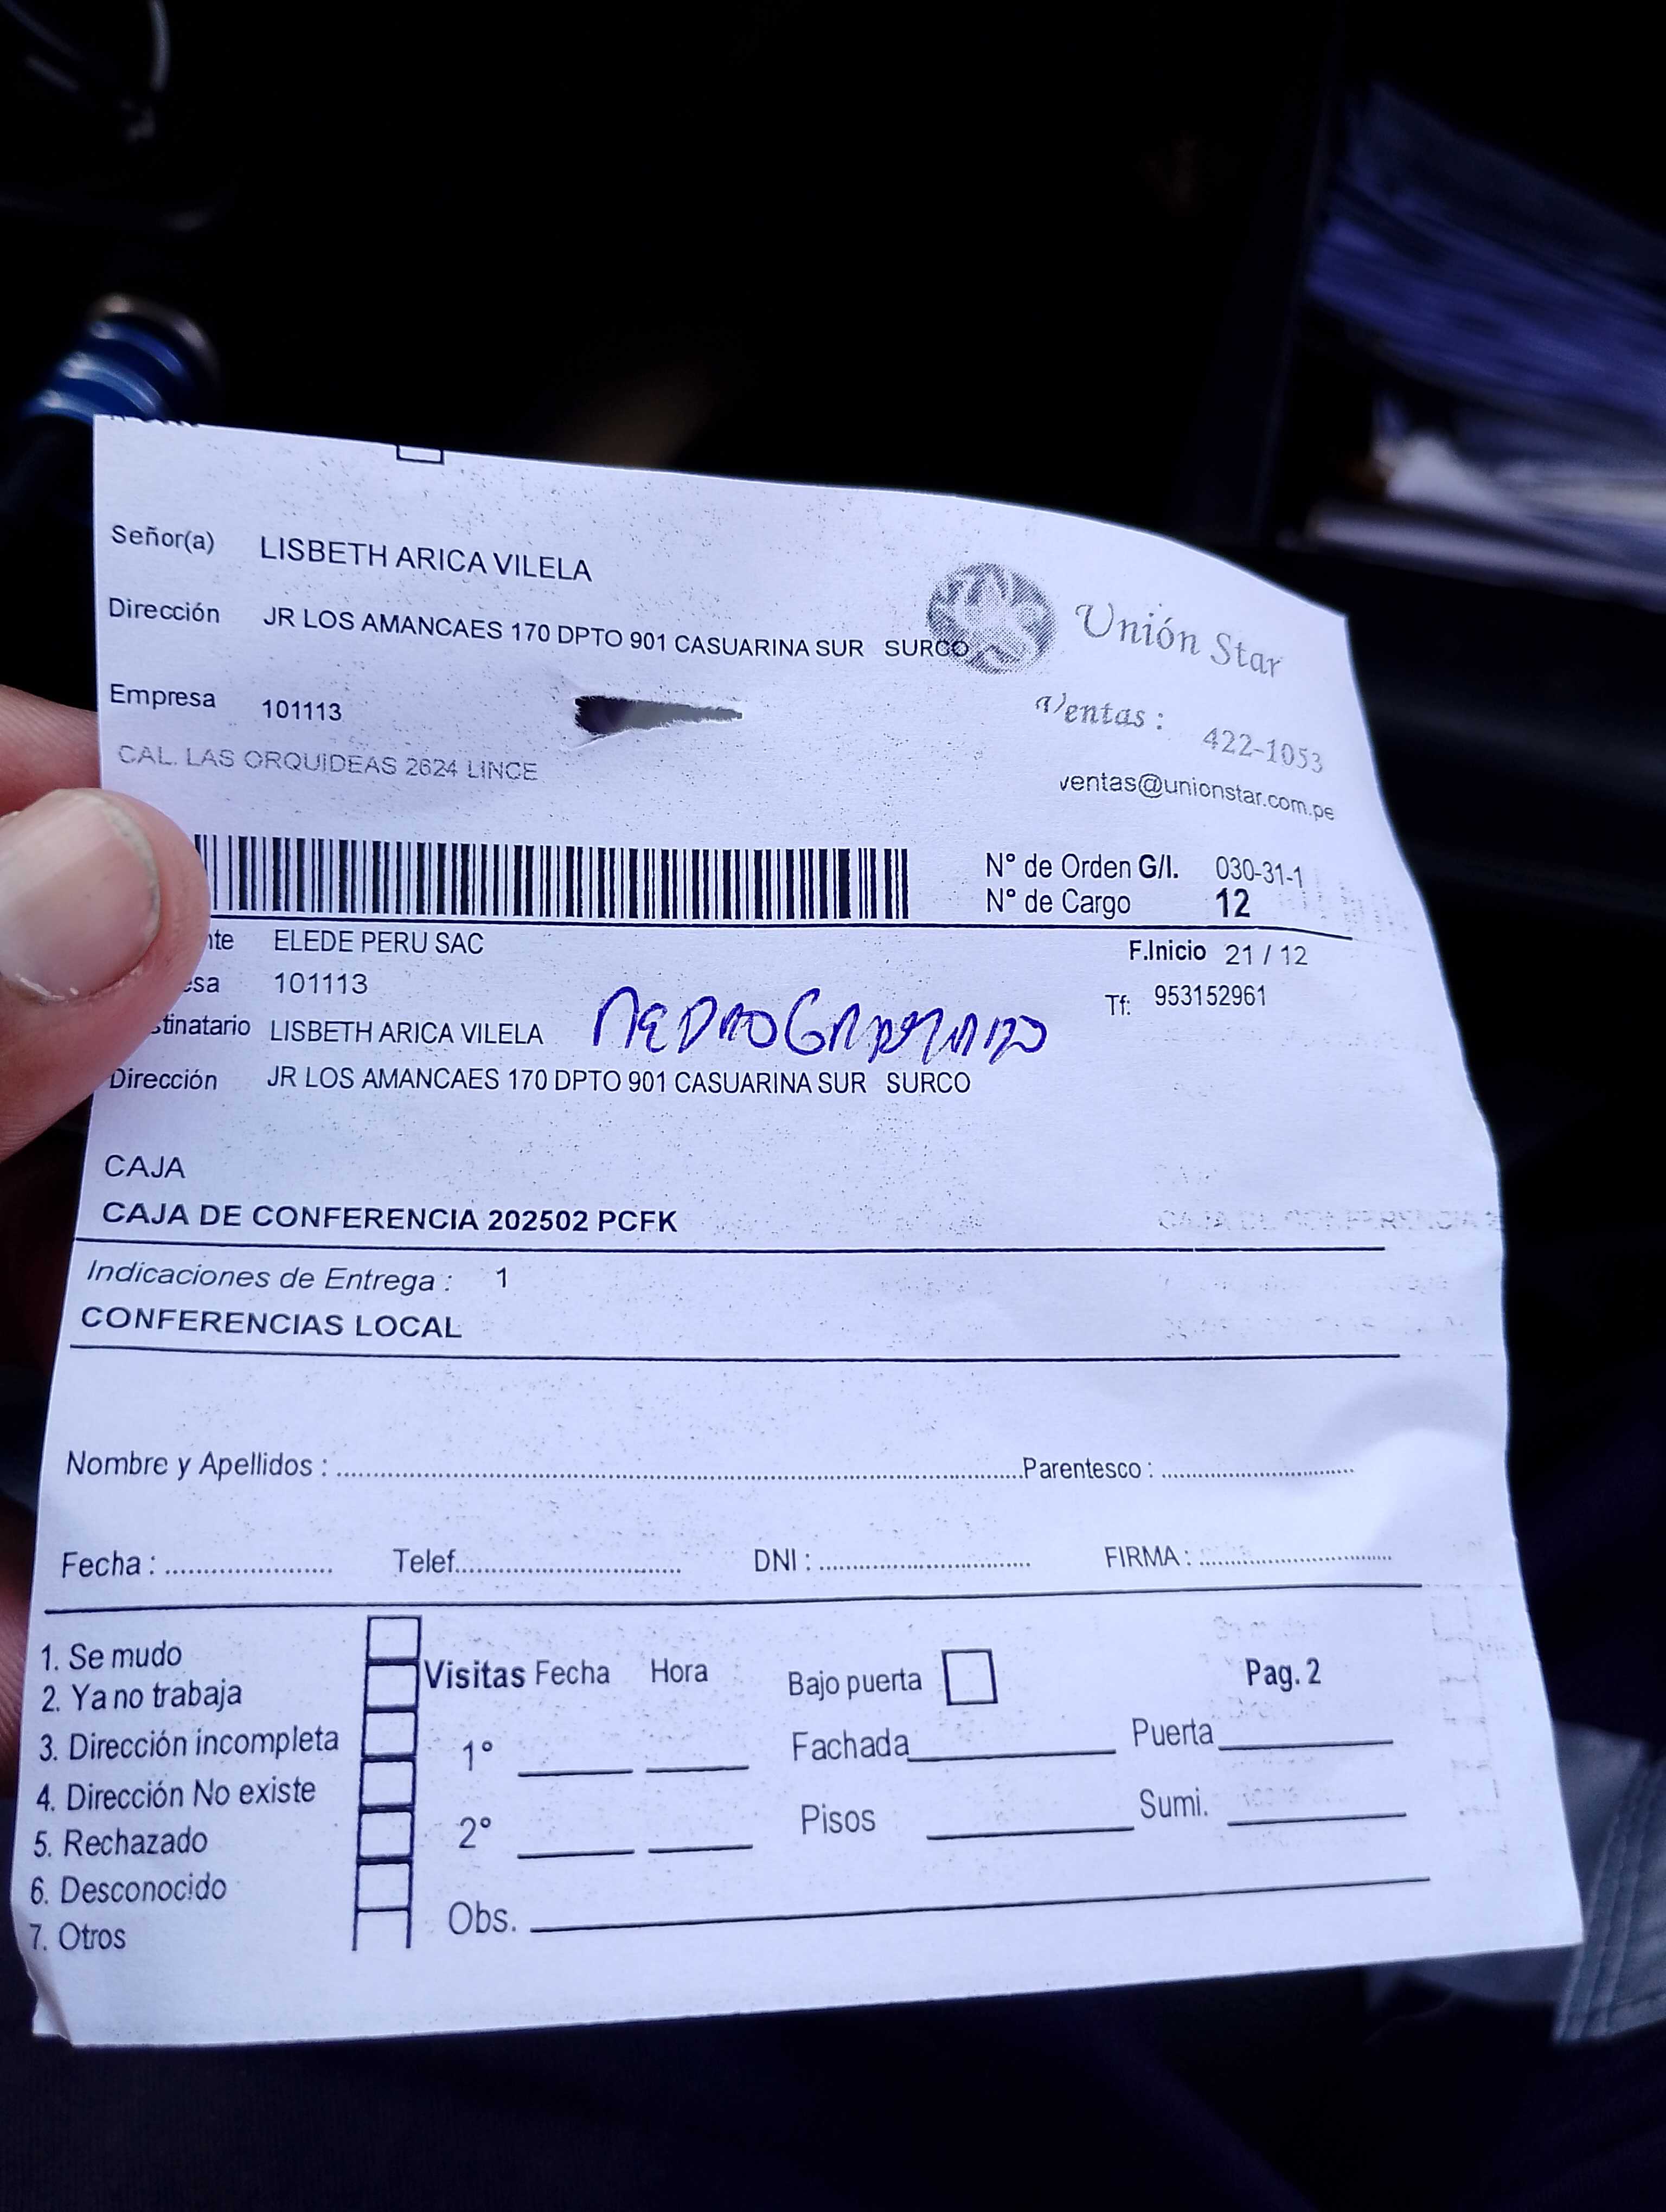 Señor(a) LISBETH ARICA VILELA
Dirección JR LOS AMANCAES 170 DPTO 901 CASUARINA SUR SURCO
Unión Star
Empresa 101113
Ventas : 422-1053
CAL. LAS ORQUIDEAS 2624 LINCE
ventas@unionstar.com.pe
N° de Orden G/I. 030-31-1
N° de Cargo 12
nte ELEDE PERU SAC
F.Inicio 21 / 12
esa 101113
Tf: 953152961
stinatario LISBETH ARICA VILELA
Dirección JR LOS AMANCAES 170 DPTO 901 CASUARINA SUR SURCO
CAJA
CAJA DE CONFERENCIA 202502 PCFK
Indicaciones de Entrega : 1
CONFERENCIAS LOCAL
Nombre y Apellidos : Parentesco :
Fecha : Telef. DNI : FIRMA :
1. Se mudo
2. Ya no trabaja
3. Dirección incompleta
4. Dirección No existe
5. Rechazado
6. Desconocido
7. Otros
Visitas Fecha Hora
1°
2°
Bajo puerta Pag. 2
Fachada Puerta
Pisos Sumi.
Obs.